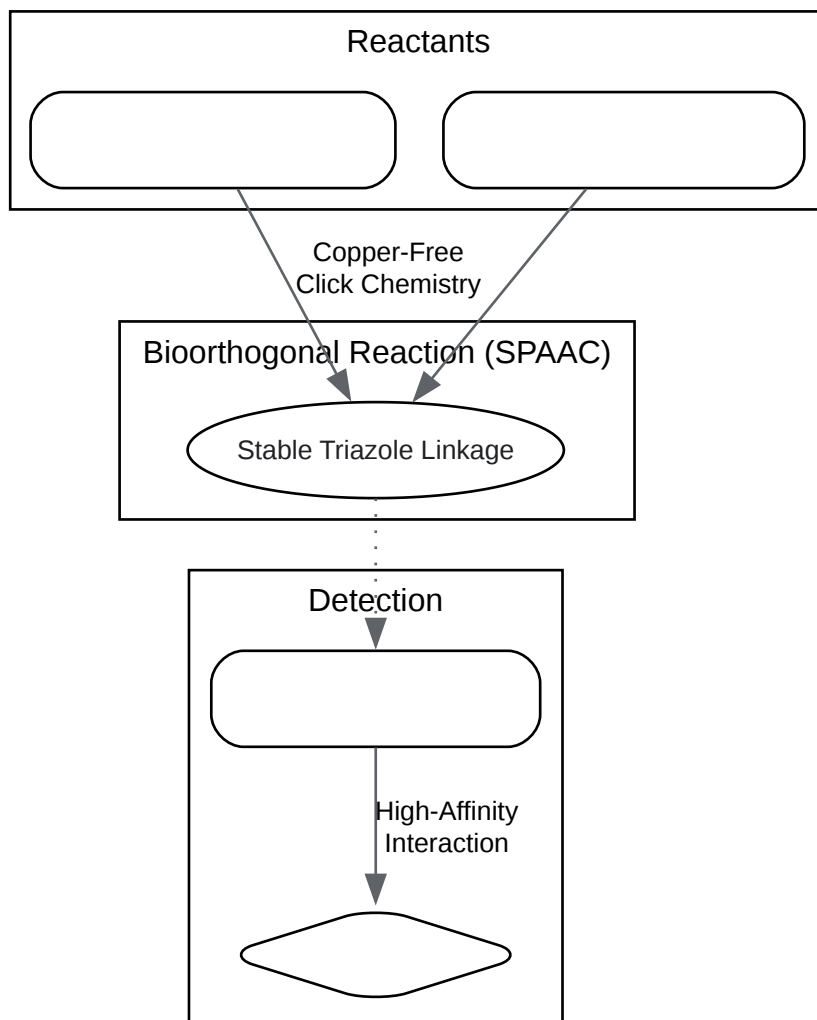 Reactants
Copper-Free
Click Chemistry
Bioorthogonal Reaction (SPAAC)
Stable Triazole Linkage
Detection
High-Affinity
Interaction